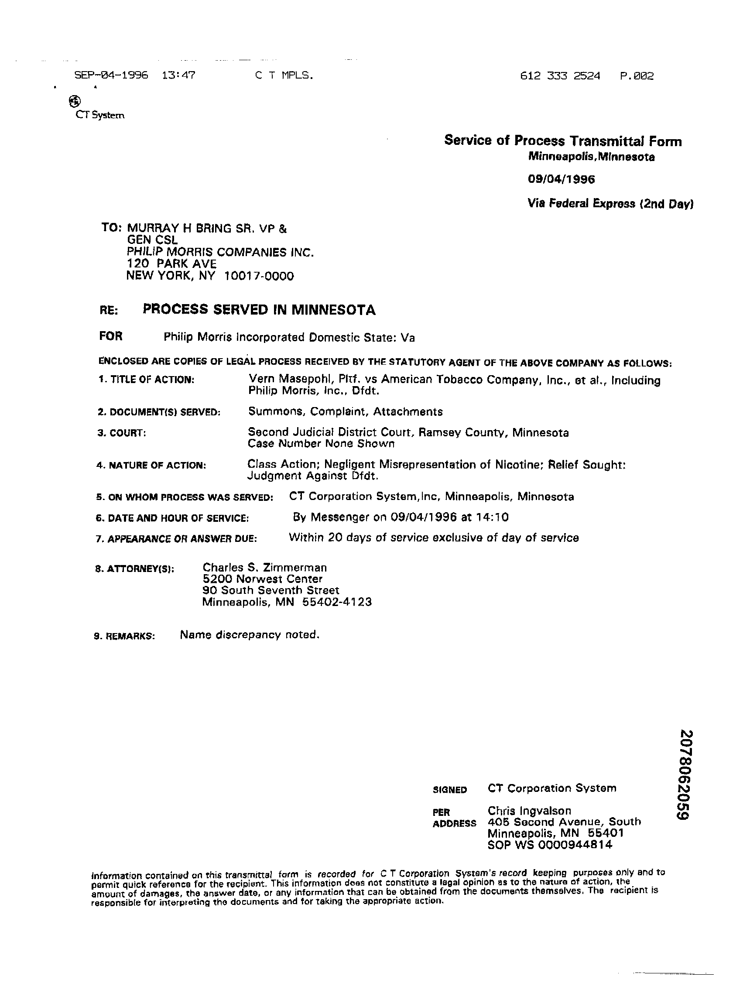 SEP-04-1996 13:47 C T MPLS. 612 333 2524 P.002
CT System
Service of Process Transmittal Form
Minneapolis,Minnesota
09/04/1996
Via Federal Express (2nd Day)
TO: MURRAY H BRING SR. VP &
GEN CSL
PHILIP MORRIS COMPANIES INC.
120 PARK AVE
NEW YORK, NY 10017-0000
RE: PROCESS SERVED IN MINNESOTA
FOR Philip Morris Incorporated Domestic State: Va
ENCLOSED ARE COPIES OF LEGAL PROCESS RECEIVED BY THE STATUTORY AGENT OF THE ABOVE COMPANY AS FOLLOWS:
1. TITLE OF ACTION: Vern Masepohl, Pltf. vs American Tobacco Company, Inc., et al., Including
Philip Morris, Inc., Dfdt.
2. DOCUMENT(S) SERVED: Summons, Complaint, Attachments
3. COURT: Second Judicial District Court, Ramsey County, Minnesota
Case Number None Shown
4. NATURE OF ACTION: Class Action; Negligent Misrepresentation of Nicotine; Relief Sought:
Judgment Against Dfdt.
5. ON WHOM PROCESS WAS SERVED: CT Corporation System,Inc, Minneapolis, Minnesota
6. DATE AND HOUR OF SERVICE: By Messenger on 09/04/1996 at 14:10
7. APPEARANCE OR ANSWER DUE: Within 20 days of service exclusive of day of service
8. ATTORNEY(S): Charles S. Zimmerman
5200 Norwest Center
90 South Seventh Street
Minneapolis, MN 55402-4123
9. REMARKS: Name discrepancy noted.
SIGNED CT Corporation System
PER Chris Ingvalson
ADDRESS 405 Second Avenue, South
Minneapolis, MN 55401
SOP WS 0000944814
2078062059
Information contained on this transmittal form is recorded for C T Corporation System's record keeping purposes only and to
permit quick reference for the recipient. This information does not constitute a legal opinion as to the nature of action, the
amount of damages, the answer date, or any information that can be obtained from the documents themselves. The recipient is
responsible for interpreting the documents and for taking the appropriate action.